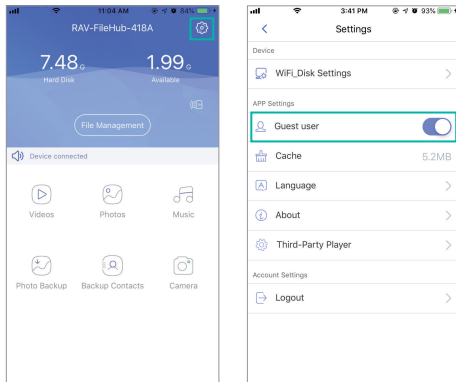 11:04 AM
84%
RAV-FileHub-418A
7.48 G
1.99 G
Hard Disk
Available
File Management
Device connected
Videos
Photos
Music
Photo Backup
Backup Contacts
Camera
3:41 PM
93%
Settings
Device
WiFi_Disk Settings
APP Settings
Guest user
Cache
5.2MB
A
Language
About
Third-Party Player
Account Settings
Logout